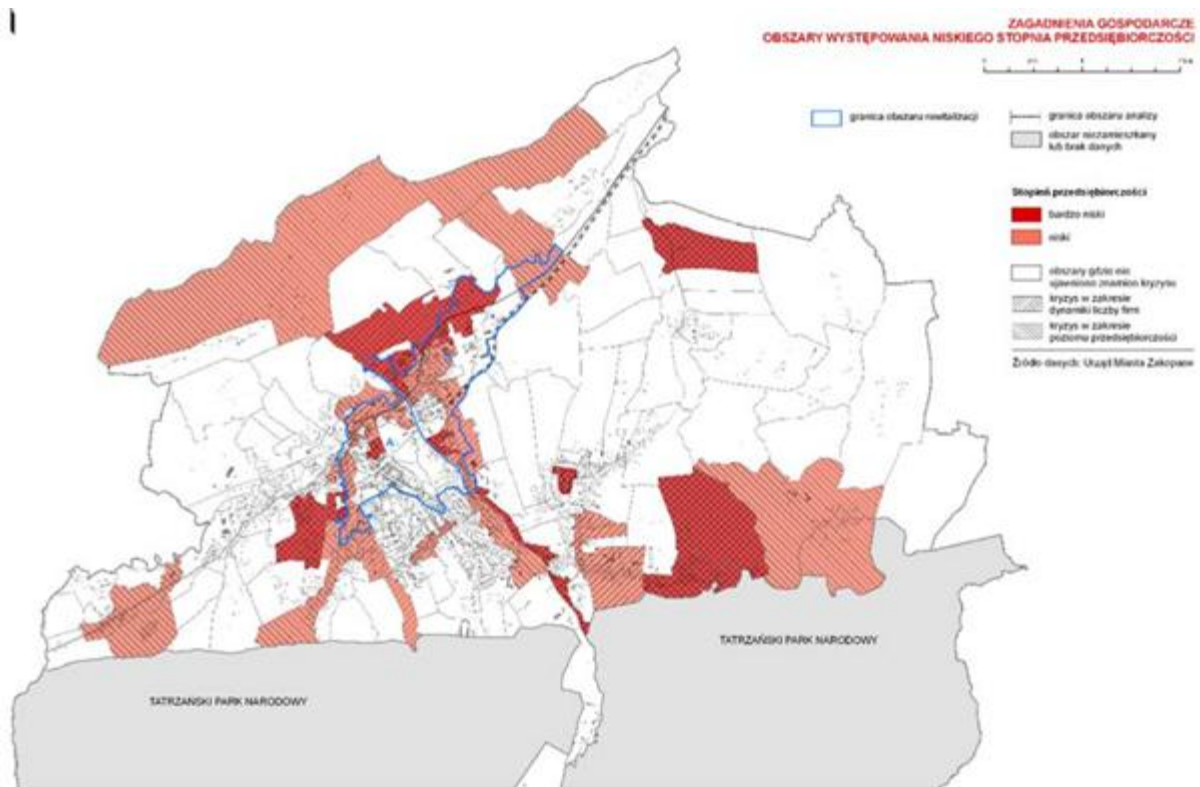 ZAGADNIENIA GOSPODARCZE
OBSZARY WYSTĘPOWANIA NISKIEGO STOPNIA PRZEDSIĘBIORCZOŚCI
granica obszaru rewitalizacji
granica obszaru analizy
obszar niezamieszkany
lub brak danych
Stopień przedsiębiorczości
bardzo niski
niski
obszary gdzie nie
ujawniono znamion kryzysu
kryzys w zakresie
dynamiki liczby firm
kryzys w zakresie
poziomu przedsiębiorczości
Źródło danych: Urząd Miasta Zakopane
TATRZAŃSKI PARK NARODOWY
TATRZAŃSKI PARK NARODOWY